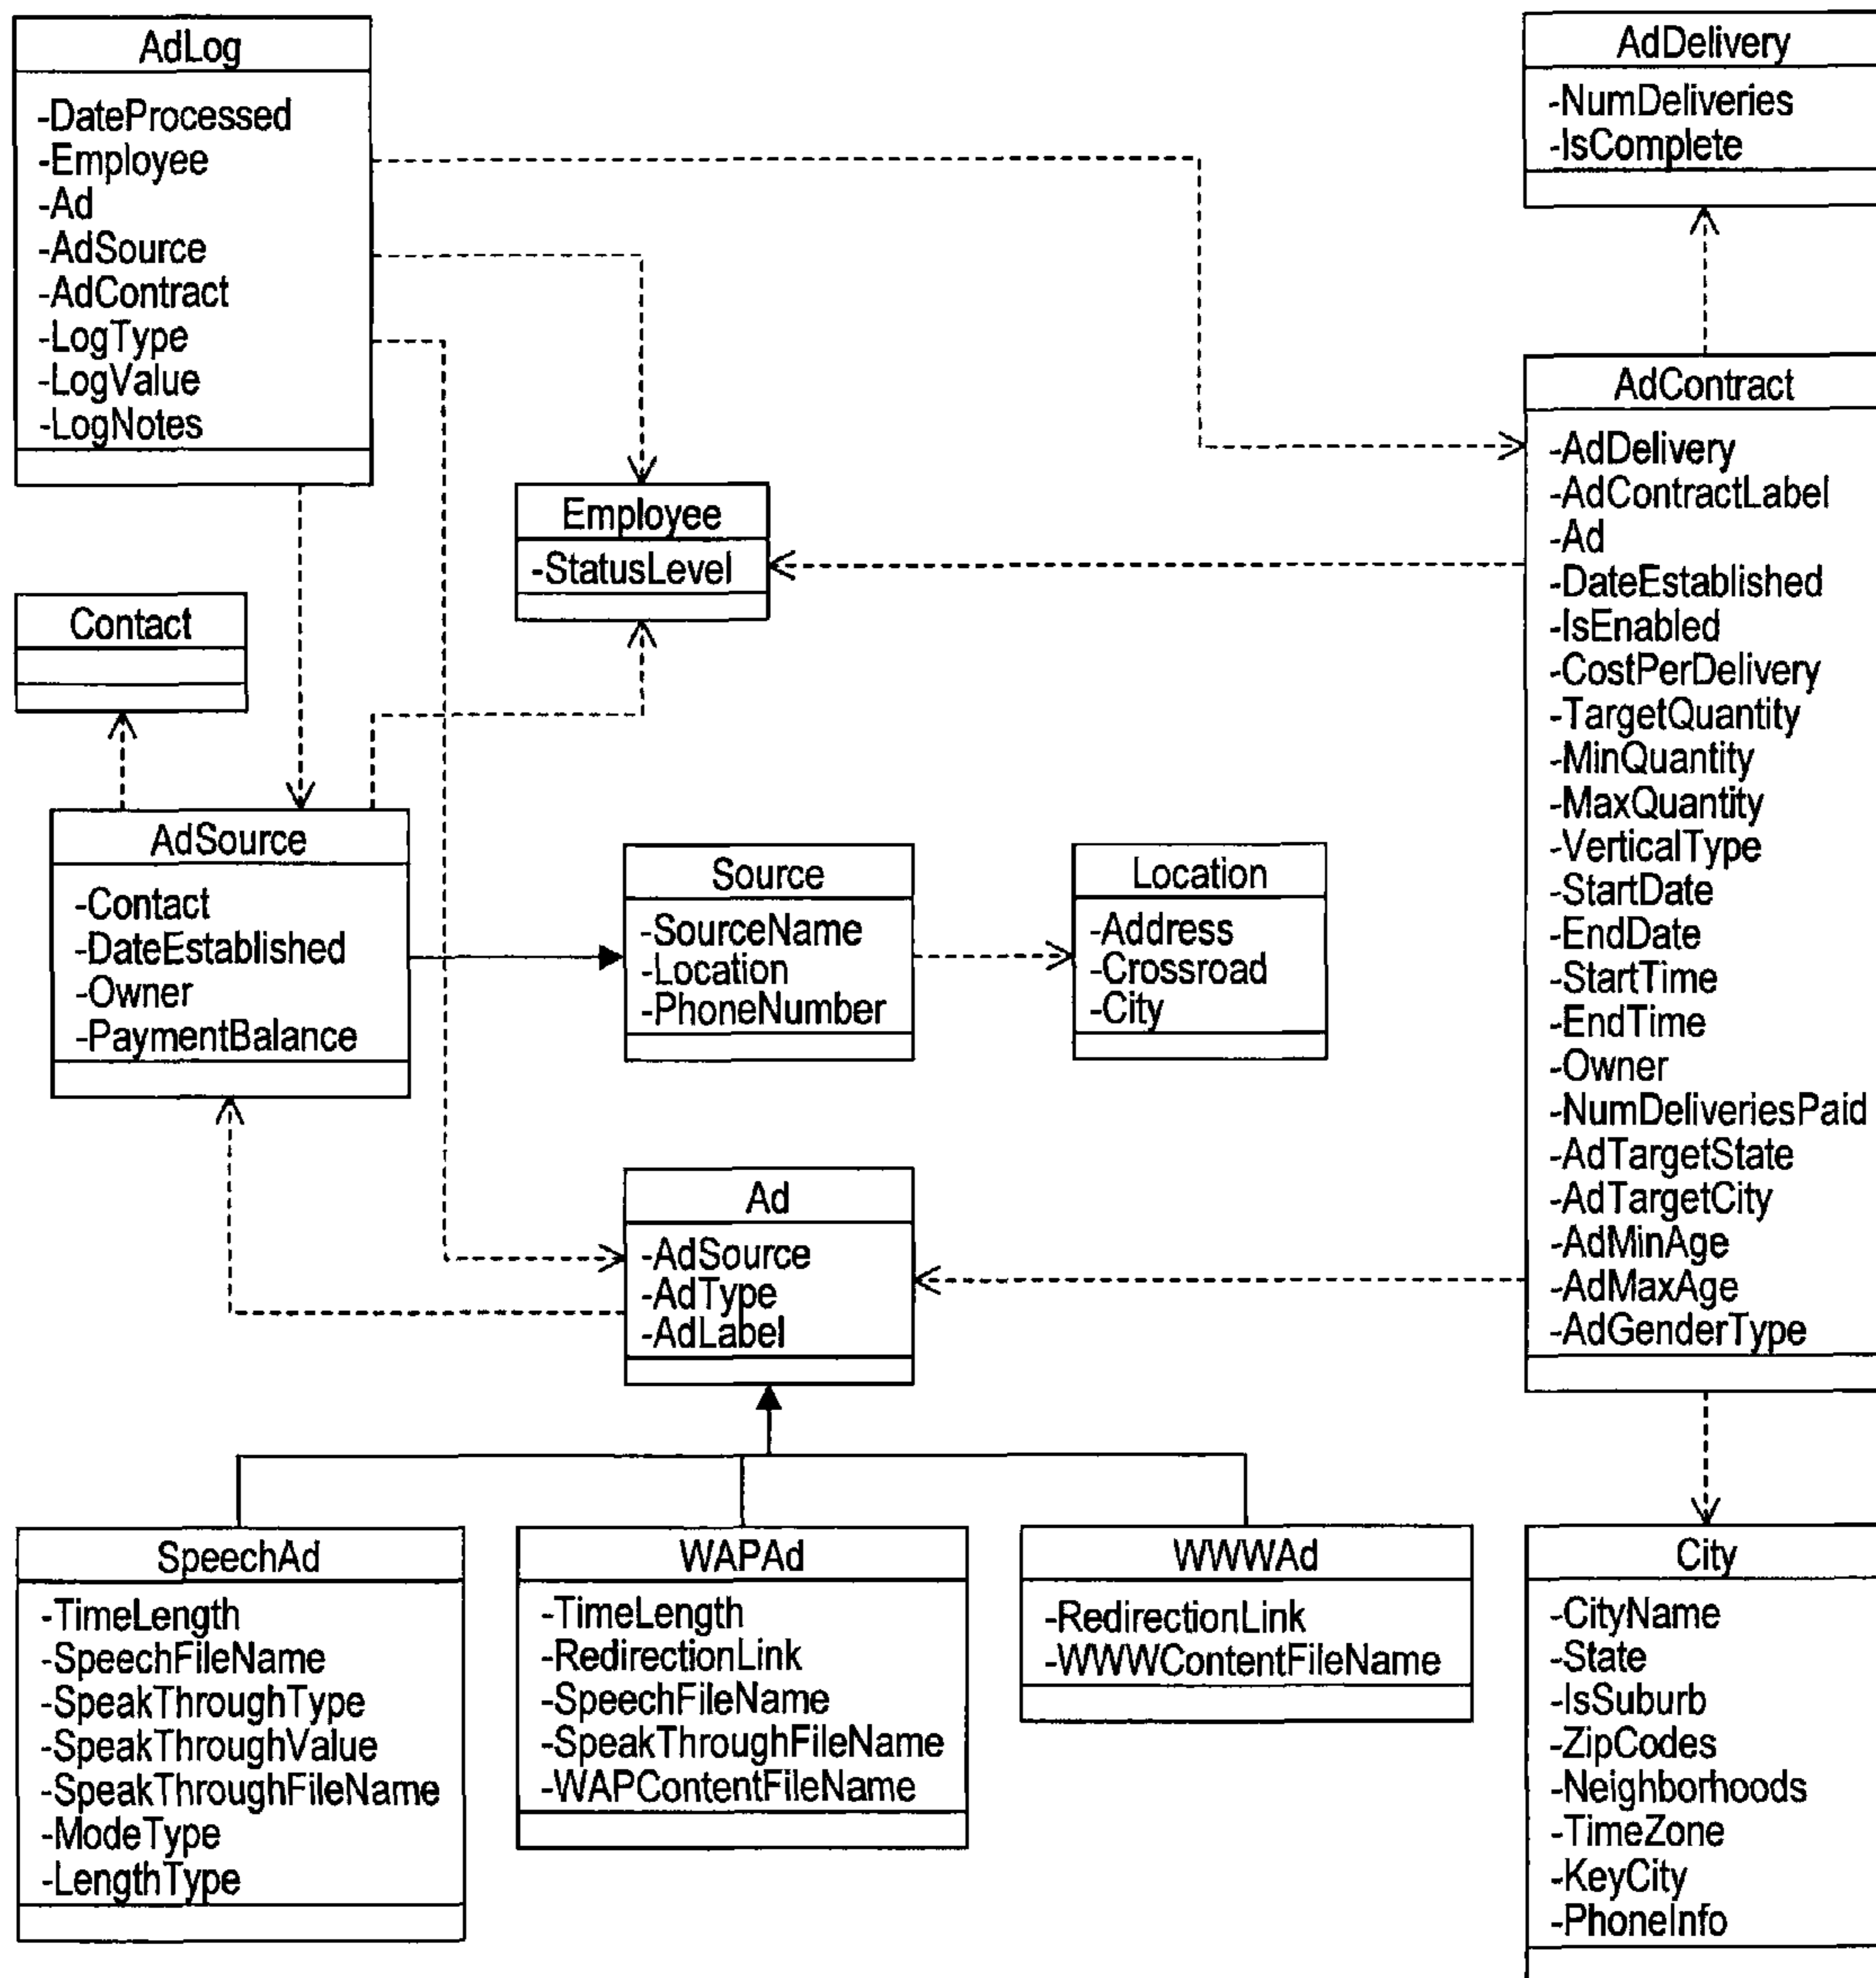 AdLog
-DateProcessed
-Employee
-Ad
-AdSource
-AdContract
-LogType
-LogValue
-LogNotes
AdDelivery
-NumDeliveries
-IsComplete
Employee
-StatusLevel
Contact
AdContract
-AdDelivery
-AdContractLabel
-Ad
-DateEstablished
-IsEnabled
-CostPerDelivery
-TargetQuantity
-MinQuantity
-MaxQuantity
-VerticalType
-StartDate
-EndDate
-StartTime
-EndTime
-Owner
-NumDeliveriesPaid
-AdTargetState
-AdTargetCity
-AdMinAge
-AdMaxAge
-AdGenderType
AdSource
-Contact
-DateEstablished
-Owner
-PaymentBalance
Source
-SourceName
-Location
-PhoneNumber
Location
-Address
-Crossroad
-City
Ad
-AdSource
-AdType
-AdLabel
SpeechAd
-TimeLength
-SpeechFileName
-SpeakThroughType
-SpeakThroughValue
-SpeakThroughFileName
-ModeType
-LengthType
WAPAd
-TimeLength
-RedirectionLink
-SpeechFileName
-SpeakThroughFileName
-WAPContentFileName
WWWAd
-RedirectionLink
-WWWContentFileName
City
-CityName
-State
-IsSuburb
-ZipCodes
-Neighborhoods
-TimeZone
-KeyCity
-PhoneInfo